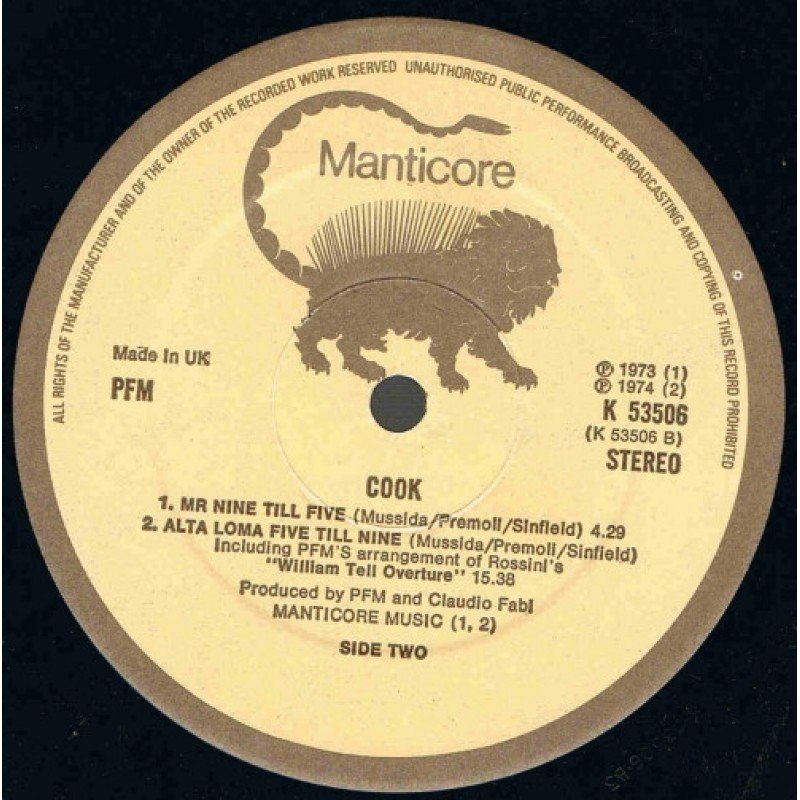 ALL RIGHTS OF THE MANUFACTURER AND OF THE OWNER OF THE RECORDED WORK RESERVED UNAUTHORISED PUBLIC PERFORMANCE BROADCASTING AND COPYING OF THIS RECORD PROHIBITED
Manticore
Made In UK
PFM
℗ 1973 (1)
℗ 1974 (2)
K 53506
(K 53506 B)
STEREO
COOK
1. MR NINE TILL FIVE (Mussida/Premoli/Sinfield) 4.29
2. ALTA LOMA FIVE TILL NINE (Mussida/Premoli/Sinfield)
Including PFM'S arrangement of Rossini's
"William Tell Overture" 15.38
Produced by PFM and Claudio Fabi
MANTICORE MUSIC (1, 2)
SIDE TWO